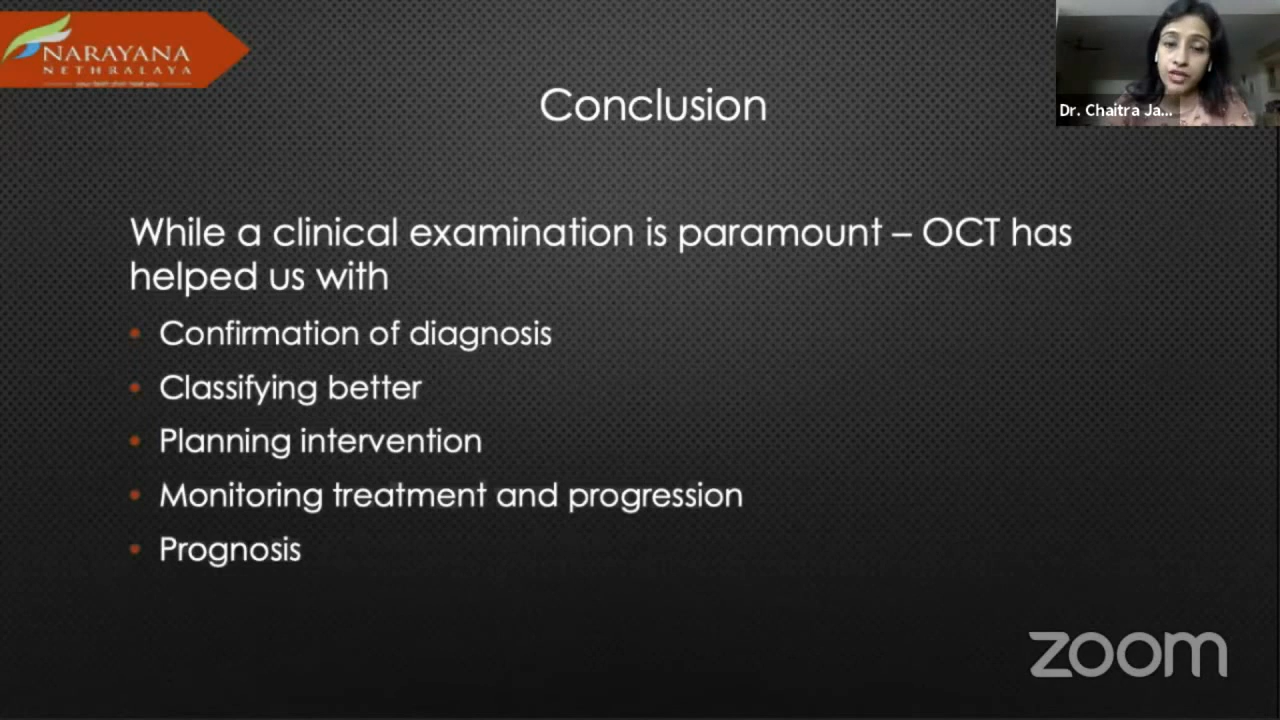 NARAYANA
NETHRALAYA
Dr. Chaitra Ja...
Conclusion
While a clinical examination is paramount – OCT has
helped us with
• Confirmation of diagnosis
• Classifying better
• Planning intervention
• Monitoring treatment and progression
• Prognosis
zoom